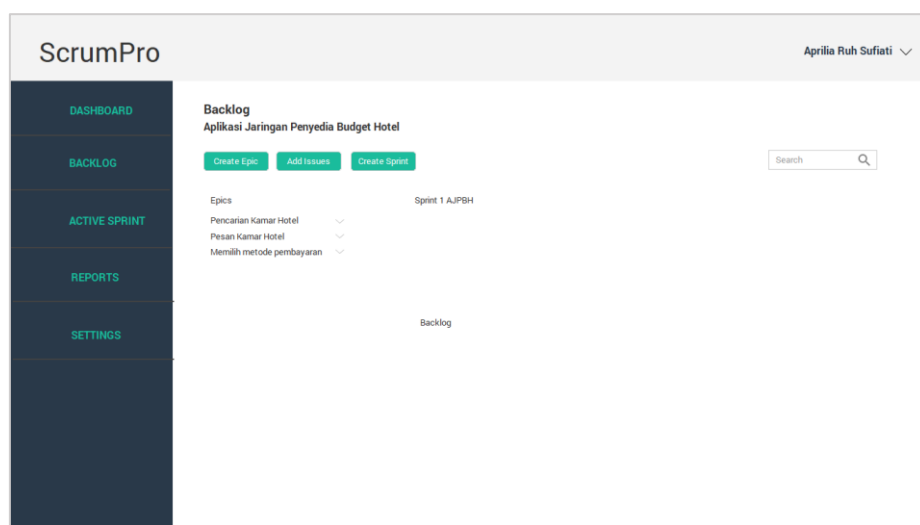 ScrumPro
Aprilia Ruh Sufiati
DASHBOARD
BACKLOG
ACTIVE SPRINT
REPORTS
SETTINGS
Backlog
Aplikasi Jaringan Penyedia Budget Hotel
Create Epic
Add Issues
Create Sprint
Search
Epics
Pencarian Kamar Hotel
Pesan Kamar Hotel
Memilih metode pembayaran
Sprint 1 AJPBH
Backlog